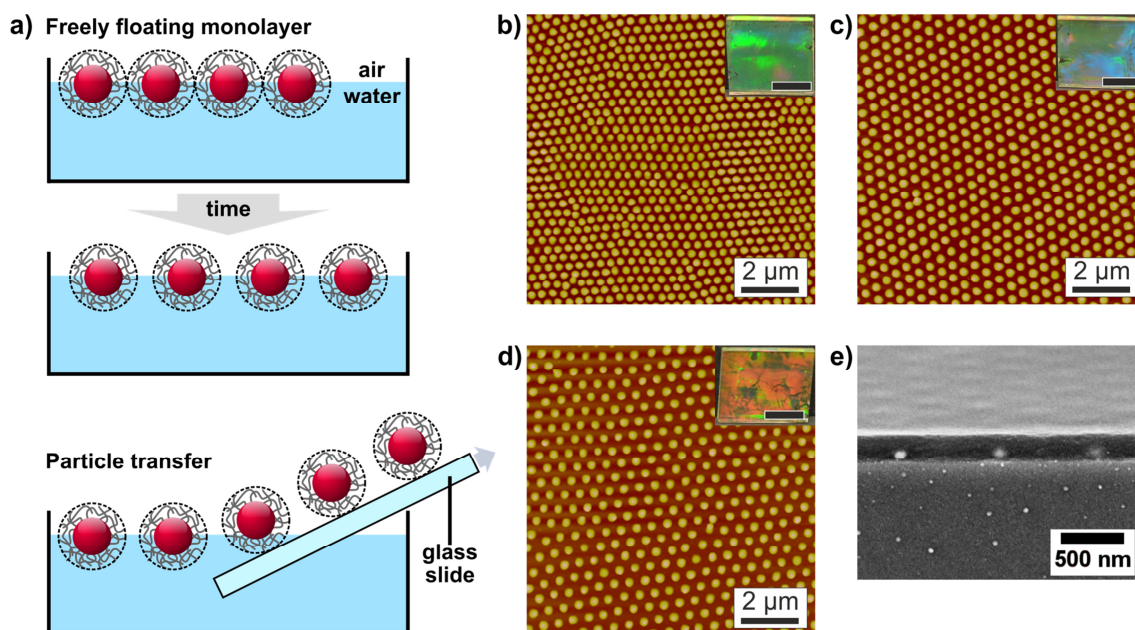 a) Freely floating monolayer
air
water
time
Particle transfer
glass
slide
b)
2 µm
c)
2 µm
d)
2 µm
e)
500 nm